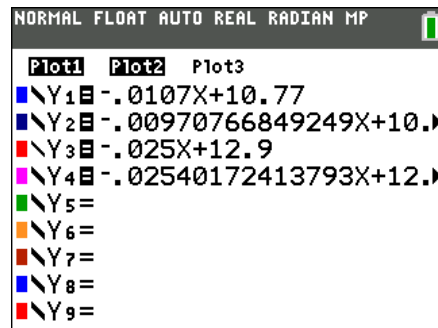 NORMAL FLOAT AUTO REAL RADIAN MP
Plot1 Plot2 Plot3
\Y1=-.0107X+10.77
\Y2=-.00970766849249X+10.
\Y3=-.025X+12.9
\Y4=-.02540172413793X+12.
\Y5=
\Y6=
\Y7=
\Y8=
\Y9=